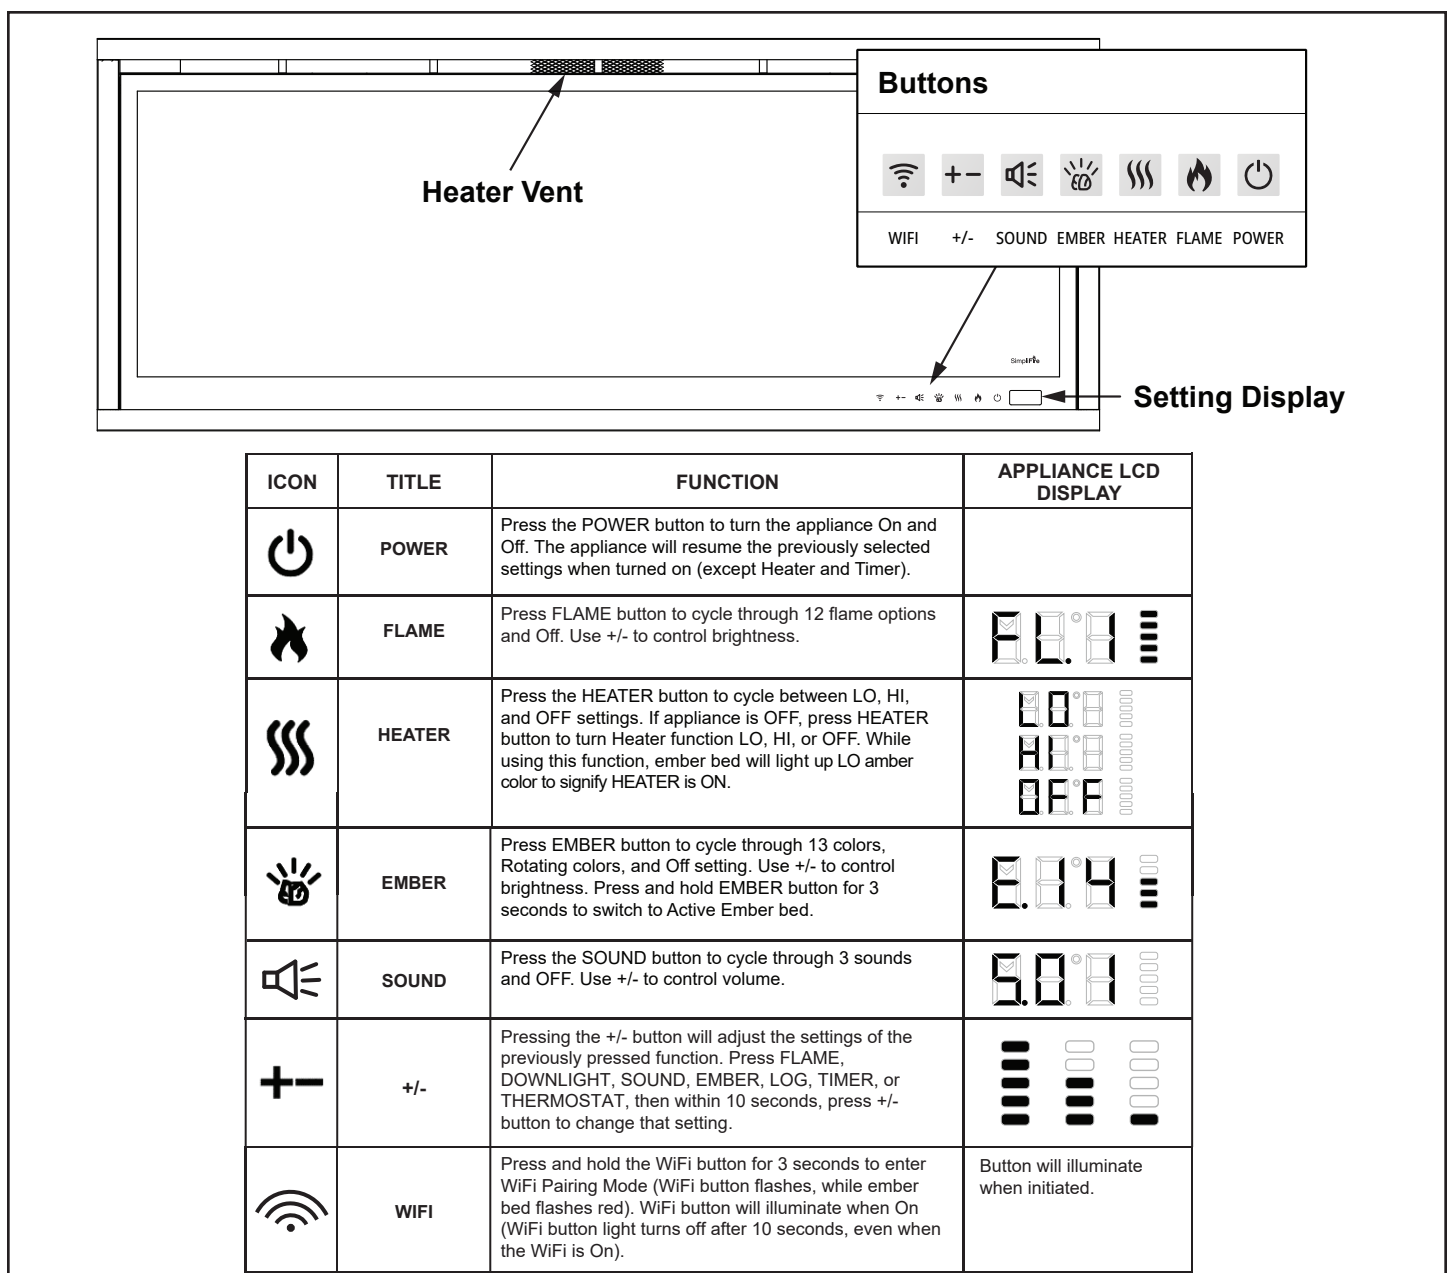 Buttons
WIFI +/- SOUND EMBER HEATER FLAME POWER
Heater Vent
SimpliFire
Setting Display
ICON TITLE FUNCTION APPLIANCE LCD
DISPLAY
POWER
Press the POWER button to turn the appliance On and
Off. The appliance will resume the previously selected
settings when turned on (except Heater and Timer).
FLAME
Press FLAME button to cycle through 12 flame options
and Off. Use +/- to control brightness.
FL.1
HEATER
Press the HEATER button to cycle between LO, HI,
and OFF settings. If appliance is OFF, press HEATER
button to turn Heater function LO, HI, or OFF. While
using this function, ember bed will light up LO amber
color to signify HEATER is ON.
LO
HI
OFF
EMBER
Press EMBER button to cycle through 13 colors,
Rotating colors, and Off setting. Use +/- to control
brightness. Press and hold EMBER button for 3
seconds to switch to Active Ember bed.
E.14
SOUND
Press the SOUND button to cycle through 3 sounds
and OFF. Use +/- to control volume.
S.01
+/-
Pressing the +/- button will adjust the settings of the
previously pressed function. Press FLAME,
DOWNLIGHT, SOUND, EMBER, LOG, TIMER, or
THERMOSTAT, then within 10 seconds, press +/-
button to change that setting.
WIFI
Press and hold the WiFi button for 3 seconds to enter
WiFi Pairing Mode (WiFi button flashes, while ember
bed flashes red). WiFi button will illuminate when On
(WiFi button light turns off after 10 seconds, even when
the WiFi is On).
Button will illuminate
when initiated.